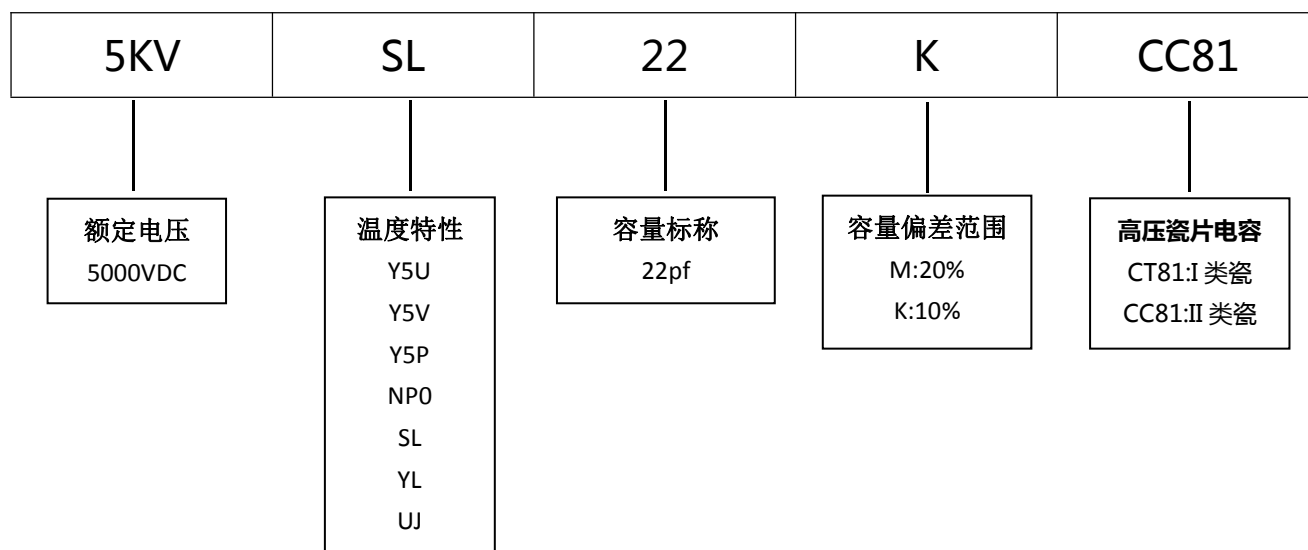 5KV SL 22 K CC81
额定电压
5000VDC
温度特性
Y5U
Y5V
Y5P
NP0
SL
YL
UJ
容量标称
22pf
容量偏差范围
M:20%
K:10%
高压瓷片电容
CT81:I 类瓷
CC81:II 类瓷